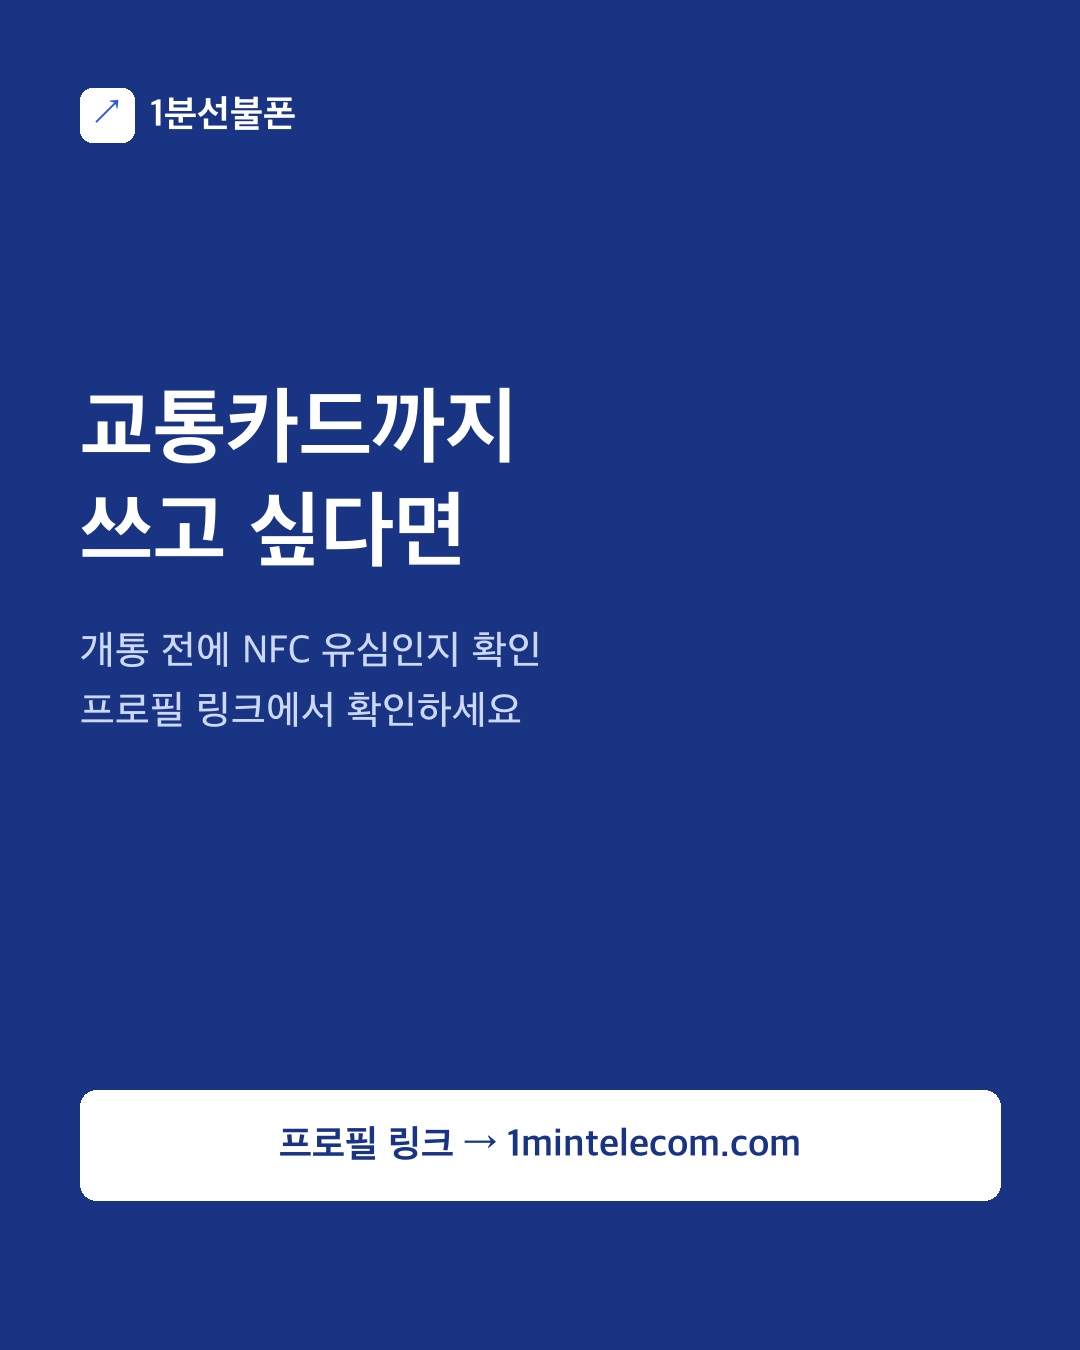 1분선불폰
교통카드까지
쓰고 싶다면
개통 전에 NFC 유심인지 확인
프로필 링크에서 확인하세요
프로필 링크 → 1mintelecom.com